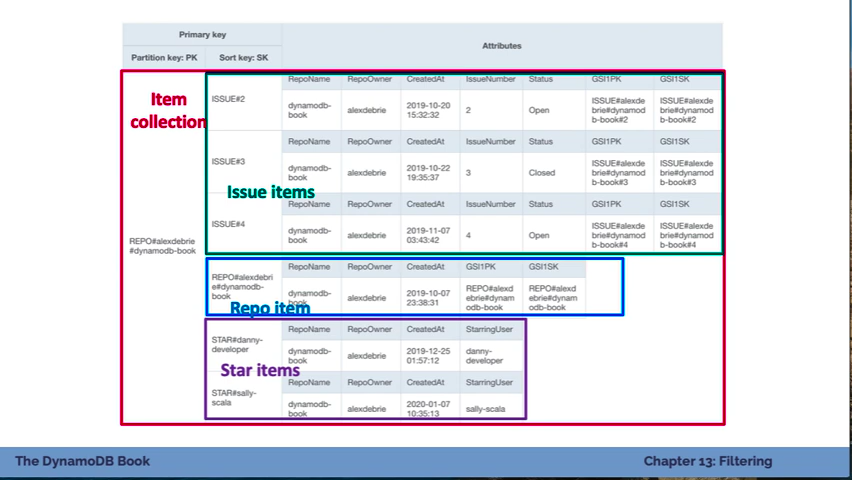 Primary key
Attributes
Partition key: PK Sort key: SK
Item
collection
REPO#alexdebrie
#dynamodb-book
ISSUE#2
RepoName RepoOwner CreatedAt IssueNumber Status GSI1PK GSI1SK
dynamodb-
book
alexdebrie
2019-10-20
15:32:32
2
Open
ISSUE#alexde
brie#dynamod
b-book#2
ISSUE#alexde
brie#dynamod
b-book#2
ISSUE#3
RepoName RepoOwner CreatedAt IssueNumber Status GSI1PK GSI1SK
dynamodb-
book
alexdebrie
2019-10-22
19:35:37
3
Closed
ISSUE#alexde
brie#dynamod
b-book#3
ISSUE#alexde
brie#dynamod
b-book#3
Issue items
ISSUE#4
RepoName RepoOwner CreatedAt IssueNumber Status GSI1PK GSI1SK
dynamodb-
book
alexdebrie
2019-11-07
03:43:42
4
Open
ISSUE#alexde
brie#dynamod
b-book#4
ISSUE#alexde
brie#dynamod
b-book#4
REPO#alexdebri
e#dynamodb-
book
RepoName RepoOwner CreatedAt GSI1PK GSI1SK
dynamodb-
book
alexdebrie
2019-10-07
23:38:31
REPO#alexd
ebrie#dynam
odb-book
REPO#alexd
ebrie#dynam
odb-book
Repo item
STAR#danny-
developer
RepoName RepoOwner CreatedAt StarringUser
dynamodb-
book
alexdebrie
2019-12-25
01:57:12
danny-
developer
Star items
STAR#sally-
scala
RepoName RepoOwner CreatedAt StarringUser
dynamodb-
book
alexdebrie
2020-01-07
10:35:13
sally-scala
The DynamoDB Book
Chapter 13: Filtering